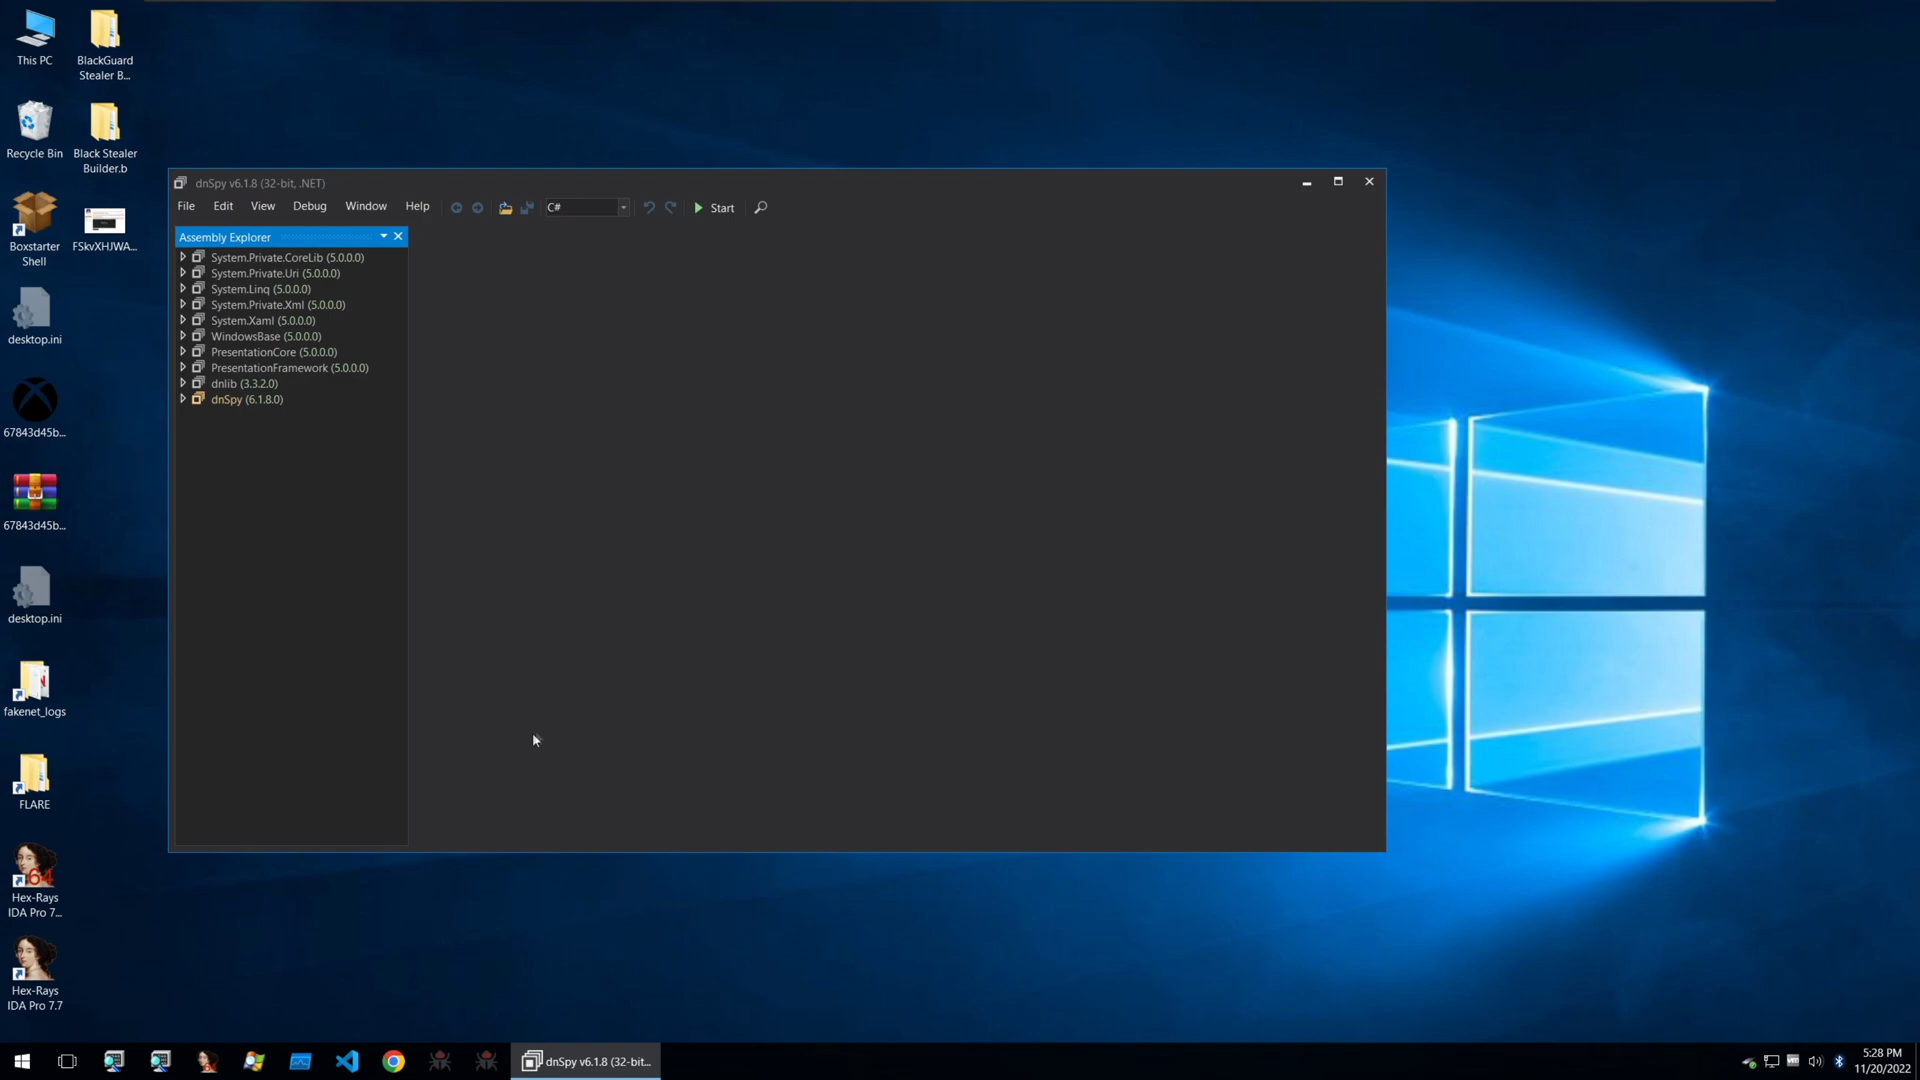 This PC
BlackGuard
Stealer B...
Recycle Bin
Black Stealer
Builder.b
Boxstarter
Shell
FSkvXHJWA...
desktop.ini
67843d45b...
67843d45b...
desktop.ini
fakenet_logs
FLARE
64
Hex-Rays
IDA Pro 7...
Hex-Rays
IDA Pro 7.7
dnSpy v6.1.8 (32-bit, .NET)
File Edit View Debug Window Help C# Start
Assembly Explorer
System.Private.CoreLib (5.0.0.0)
System.Private.Uri (5.0.0.0)
System.Linq (5.0.0.0)
System.Private.Xml (5.0.0.0)
System.Xaml (5.0.0.0)
WindowsBase (5.0.0.0)
PresentationCore (5.0.0.0)
PresentationFramework (5.0.0.0)
dnlib (3.3.2.0)
dnSpy (6.1.8.0)
dnSpy v6.1.8 (32-bit...
5:28 PM
11/20/2022